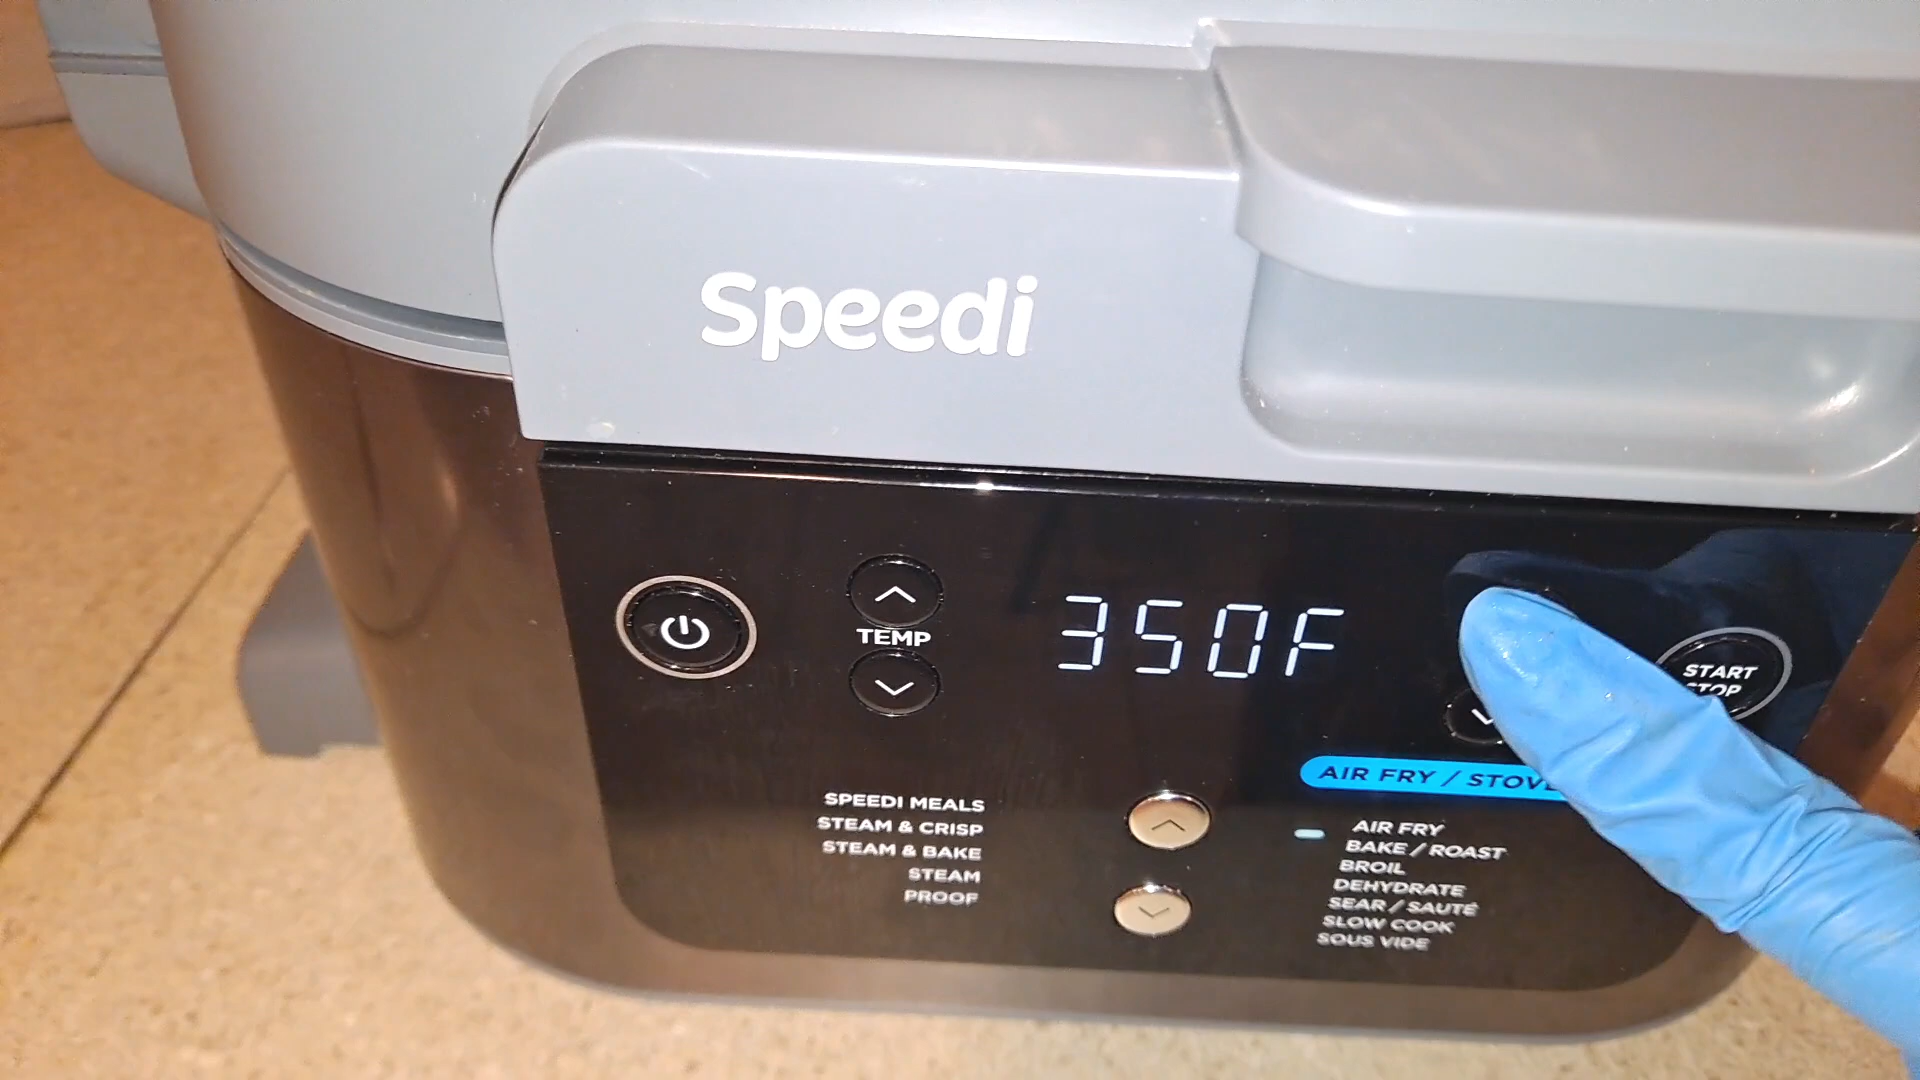 Speedi
TEMP
350F
START
STOP
AIR FRY / STOVE
SPEEDI MEALS
STEAM & CRISP
STEAM & BAKE
STEAM
PROOF
AIR FRY
BAKE / ROAST
BROIL
DEHYDRATE
SEAR / SAUTÉ
SLOW COOK
SOUS VIDE